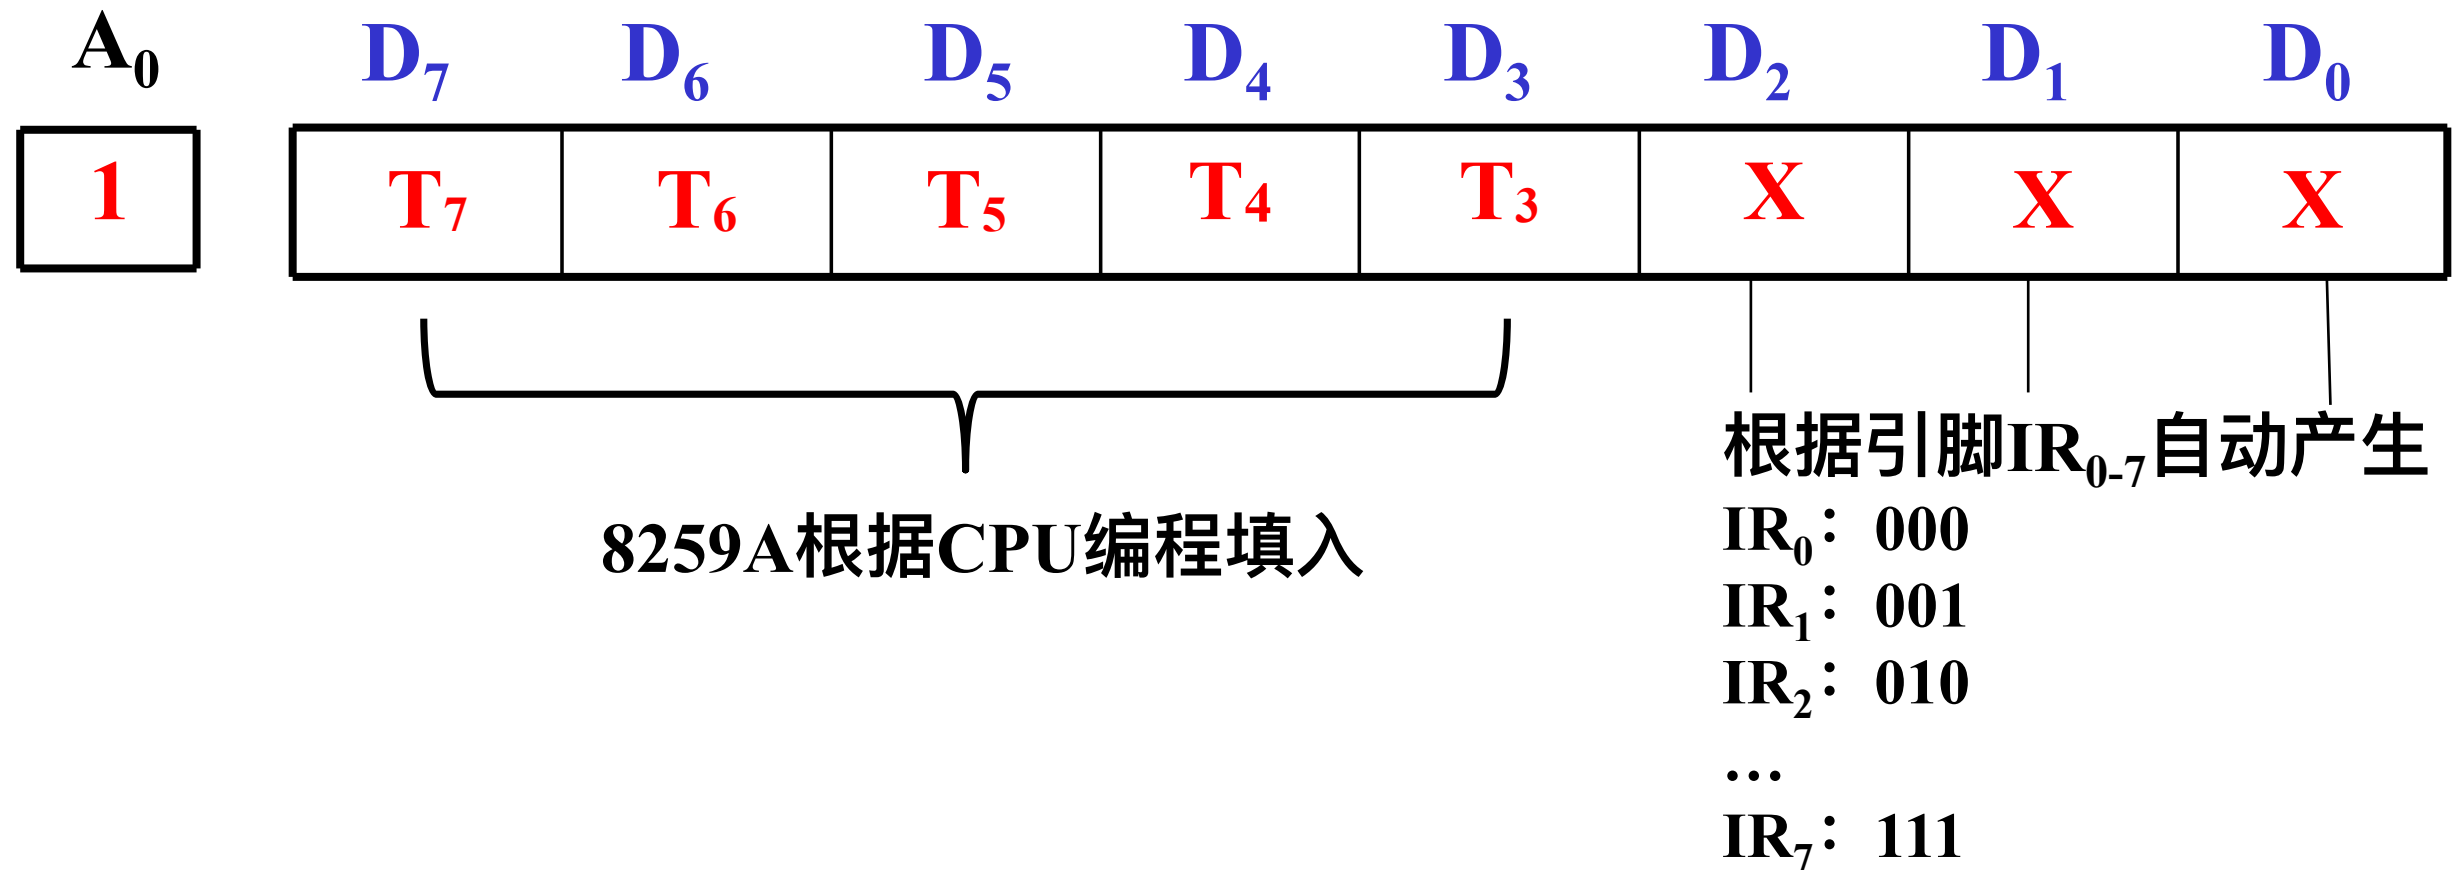 A₀ D₇ D₆ D₅ D₄ D₃ D₂ D₁ D₀
1 T₇ T₆ T₅ T₄ T₃ X X X
根据引脚IR₀₋₇自动产生
8259A根据CPU编程填入
IR₀：000
IR₁：001
IR₂：010
…
IR₇：111